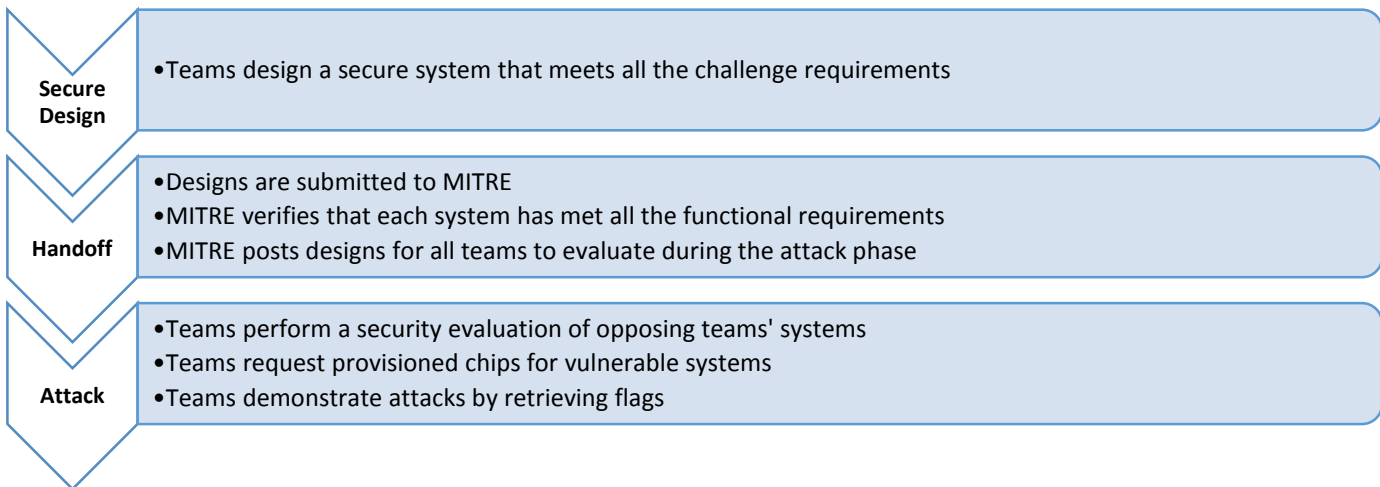 Secure
Design
•Teams design a secure system that meets all the challenge requirements
Handoff
•Designs are submitted to MITRE
•MITRE verifies that each system has met all the functional requirements
•MITRE posts designs for all teams to evaluate during the attack phase
Attack
•Teams perform a security evaluation of opposing teams' systems
•Teams request provisioned chips for vulnerable systems
•Teams demonstrate attacks by retrieving flags